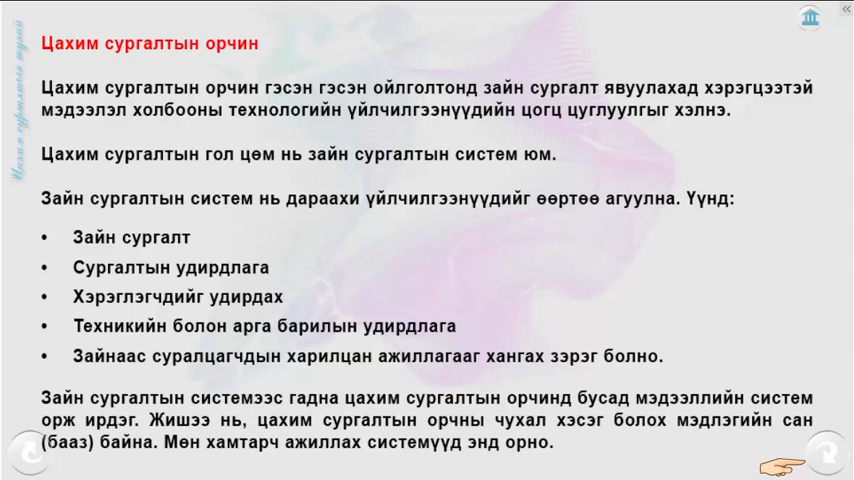 Цахим сургалтын орчин
Цахим сургалтын орчин гэсэн гэсэн ойлголтонд зайн сургалт явуулахад хэрэгцээтэй
мэдээлэл холбооны технологийн үйлчилгээнүүдийн цогц цуглуулгыг хэлнэ.
Цахим сургалтын гол цөм нь зайн сургалтын систем юм.
Зайн сургалтын систем нь дараахи үйлчилгээнүүдийг өөртөө агуулна. Үүнд:
• Зайн сургалт
• Сургалтын удирдлага
• Хэрэглэгчдийг удирдах
• Техникийн болон арга барилын удирдлага
• Зайнаас суралцагчдын харилцан ажиллагааг хангах зэрэг болно.
Зайн сургалтын системээс гадна цахим сургалтын орчинд бусад мэдээллийн систем
орж ирдэг. Жишээ нь, цахим сургалтын орчны чухал хэсэг болох мэдлэгийн сан
(бааз) байна. Мөн хамтарч ажиллах системүүд энд орно.
Цахим сургалтын тухай